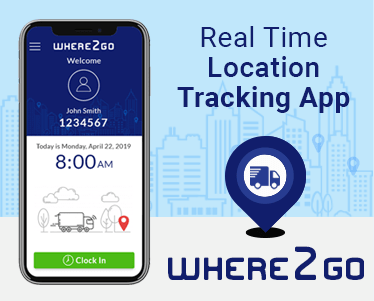 WHERE2GO
Welcome
John Smith
1234567
Today is Monday, April 22, 2019
8:00AM
Clock In
Real Time
Location
Tracking App
WHERE2GO